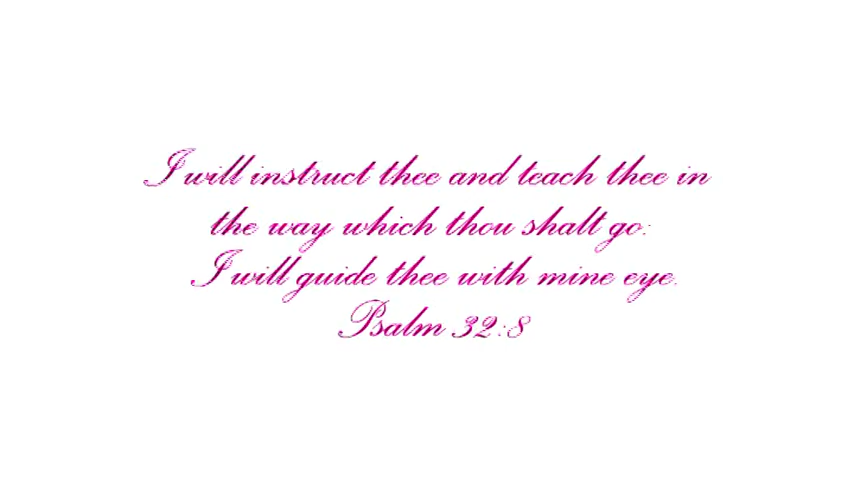 I will instruct thee and teach thee in
the way which thou shalt go:
I will guide thee with mine eye.
Psalm 32:8